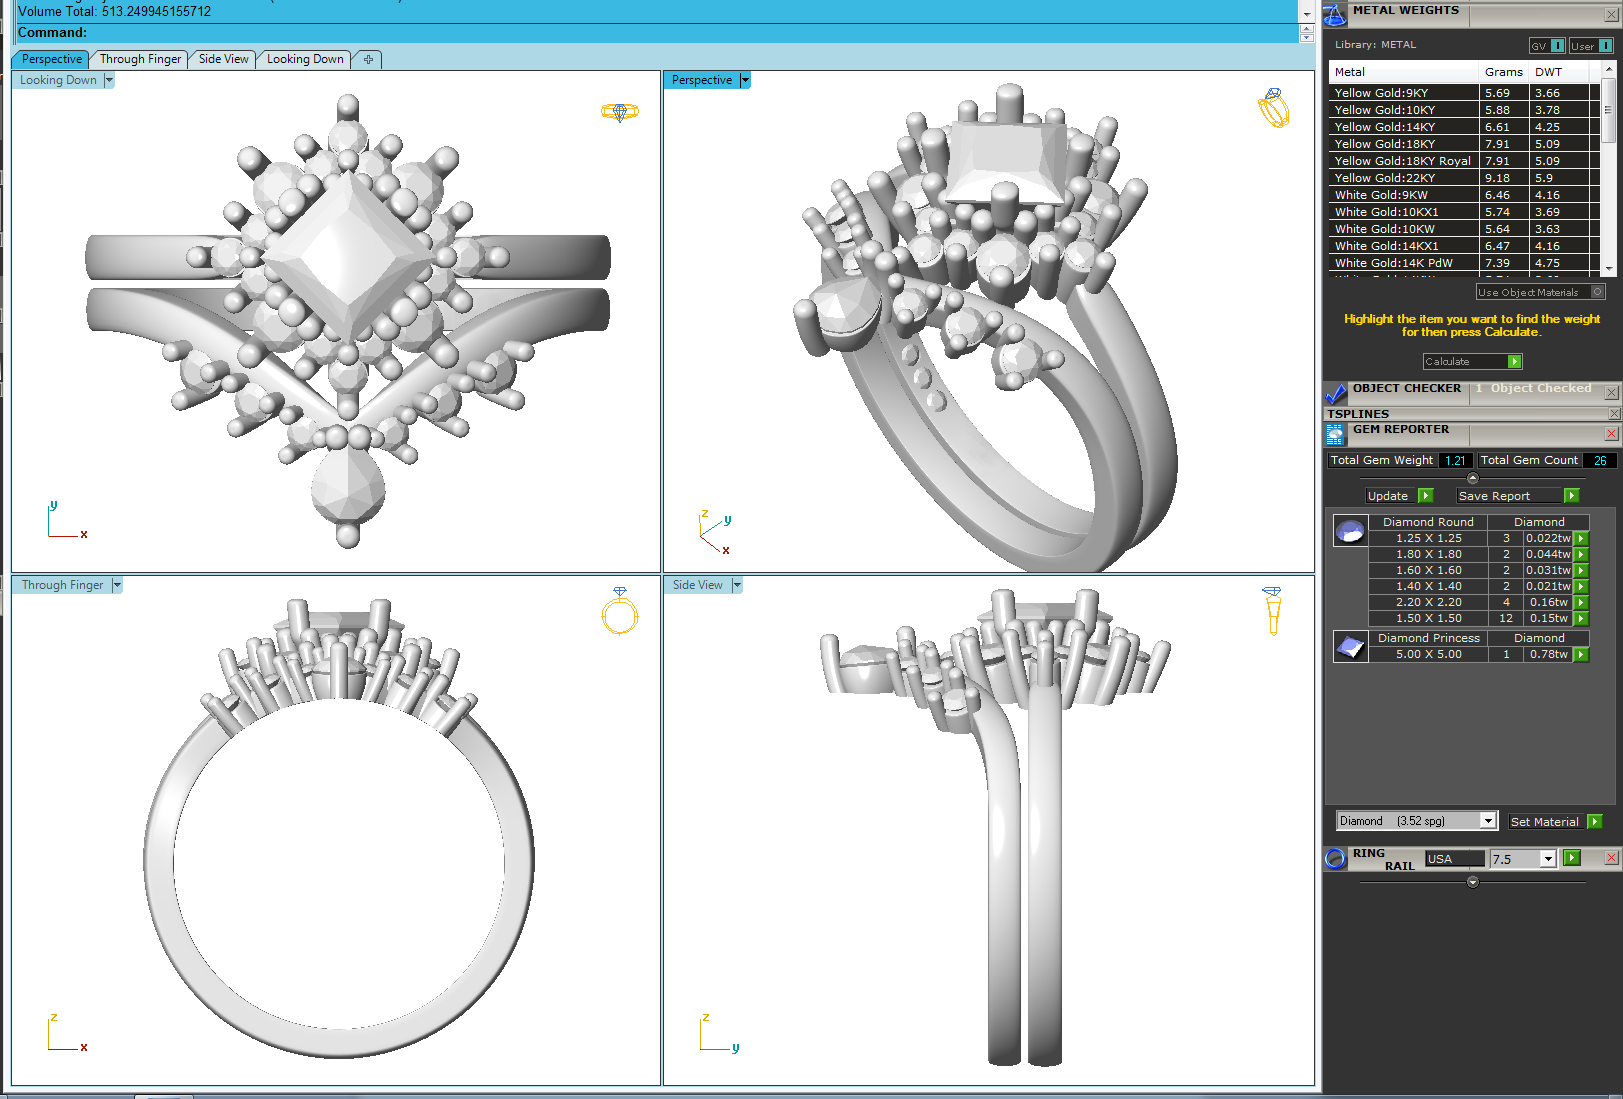 Volume Total: 513.249945155712
Command:
Perspective Through Finger Side View Looking Down
Looking Down
Perspective
y
x
z
y
x
Through Finger
Side View
z
x
z
y
METAL WEIGHTS
Library: METAL GV I User I
Metal Grams DWT
Yellow Gold:9KY 5.69 3.66
Yellow Gold:10KY 5.88 3.78
Yellow Gold:14KY 6.61 4.25
Yellow Gold:18KY 7.91 5.09
Yellow Gold:18KY Royal 7.91 5.09
Yellow Gold:22KY 9.18 5.9
White Gold:9KW 6.46 4.16
White Gold:10KX1 5.74 3.69
White Gold:10KW 5.64 3.63
White Gold:14KX1 6.47 4.16
White Gold:14K PdW 7.39 4.75
Use Object Materials
Highlight the item you want to find the weight
for then press Calculate.
Calculate
OBJECT CHECKER 1 Object Checked
TSPLINES
GEM REPORTER
Total Gem Weight 1.21 Total Gem Count 26
Update Save Report
Diamond Round Diamond
1.25 X 1.25 3 0.022tw
1.80 X 1.80 2 0.044tw
1.60 X 1.60 2 0.031tw
1.40 X 1.40 2 0.021tw
2.20 X 2.20 4 0.16tw
1.50 X 1.50 12 0.15tw
Diamond Princess Diamond
5.00 X 5.00 1 0.78tw
Diamond (3.52 spg) Set Material
RING
RAIL USA 7.5